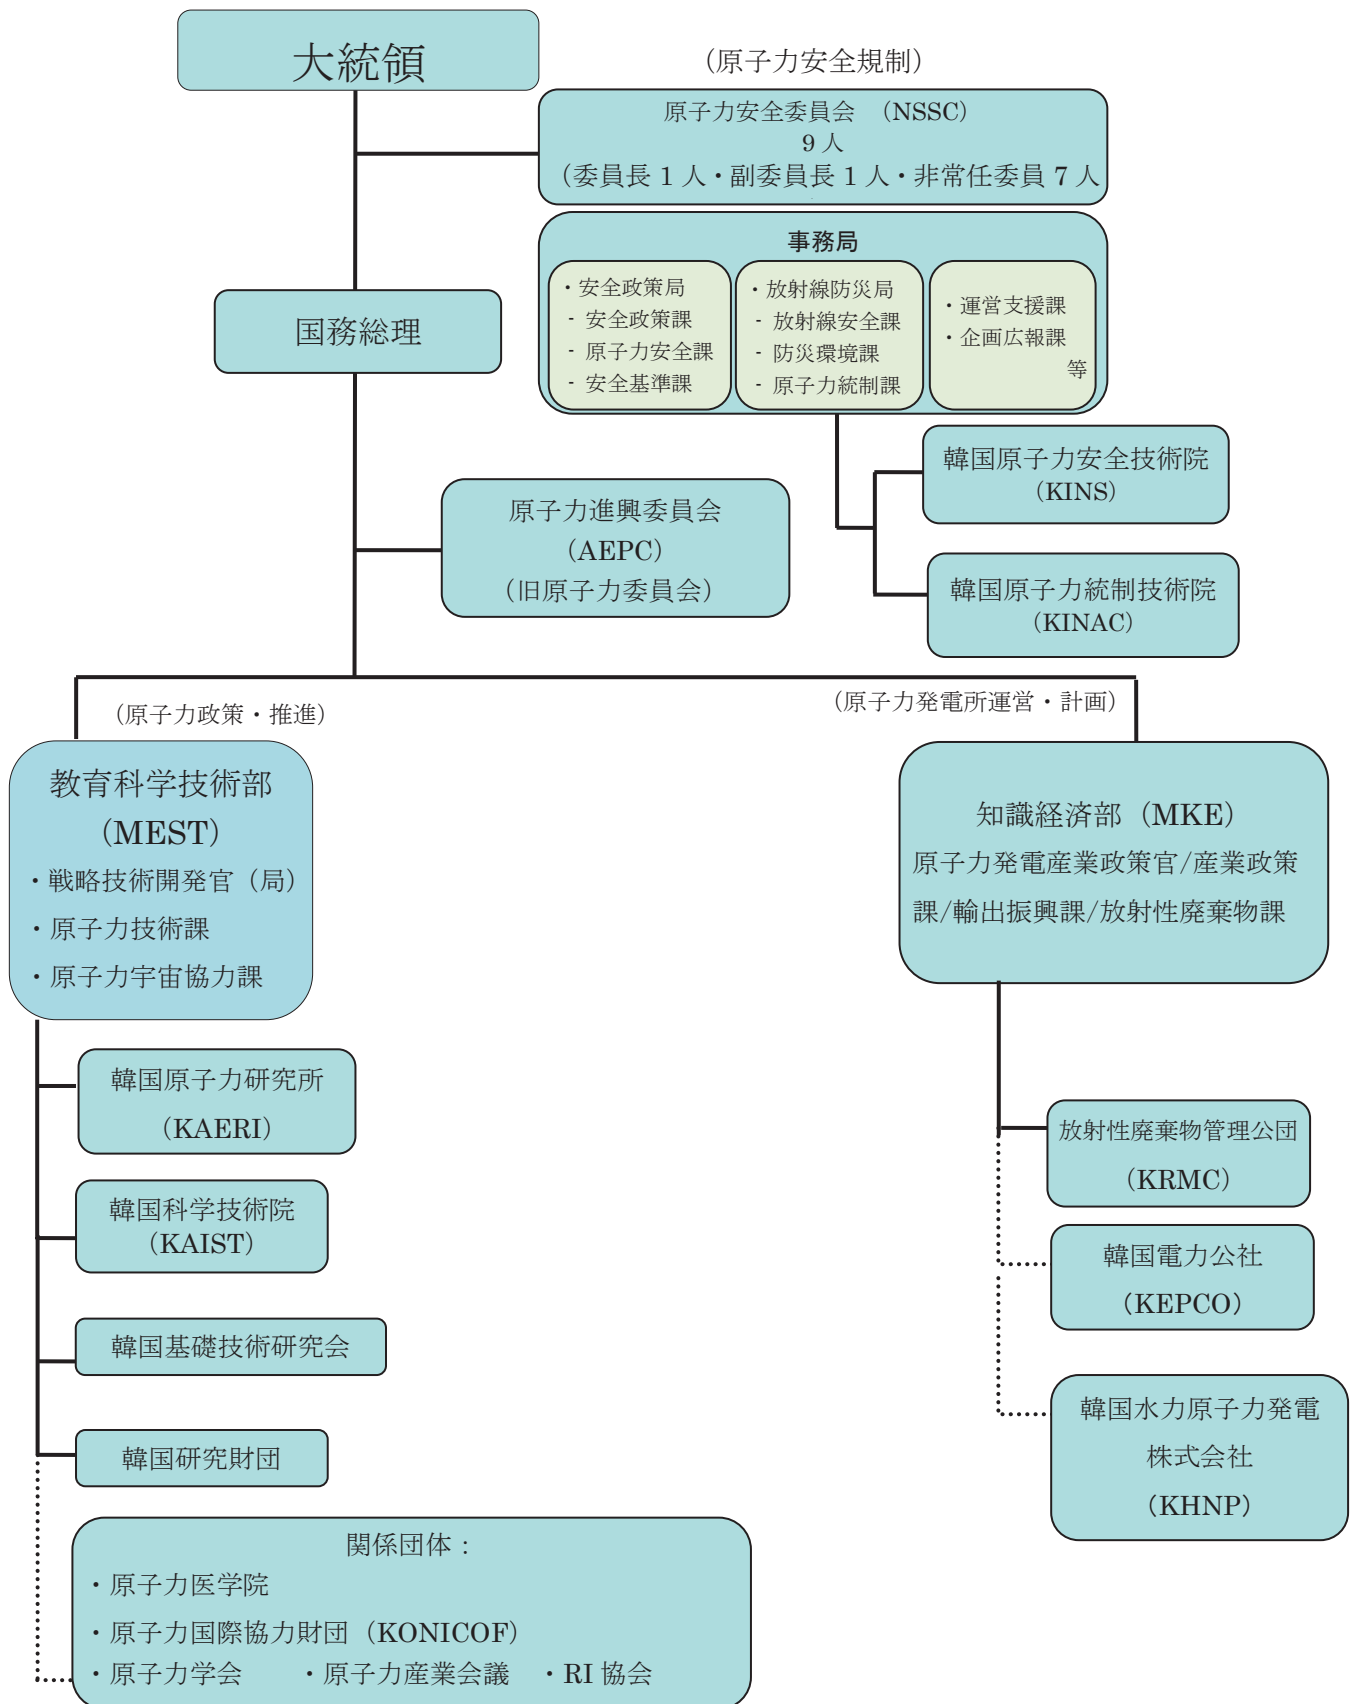 大統領
（原子力安全規制）
原子力安全委員会　（NSSC）
9 人
（委員長 1 人・副委員長 1 人・非常任委員 7 人
事務局
・安全政策局
- 安全政策課
- 原子力安全課
- 安全基準課
・放射線防災局
- 放射線安全課
- 防災環境課
- 原子力統制課
・運営支援課
・企画広報課
等
国務総理
韓国原子力安全技術院
（KINS）
原子力進興委員会
（AEPC）
（旧原子力委員会）
韓国原子力統制技術院
（KINAC）
（原子力政策・推進）
（原子力発電所運営・計画）
教育科学技術部
（MEST）
・戦略技術開発官（局）
・原子力技術課
・原子力宇宙協力課
知識経済部（MKE）
原子力発電産業政策官/産業政策
課/輸出振興課/放射性廃棄物課
韓国原子力研究所
（KAERI）
韓国科学技術院
（KAIST）
韓国基礎技術研究会
韓国研究財団
放射性廃棄物管理公団
（KRMC）
韓国電力公社
（KEPCO）
韓国水力原子力発電
株式会社
（KHNP）
関係団体：
・原子力医学院
・原子力国際協力財団（KONICOF）
・原子力学会　・原子力産業会議　・RI 協会